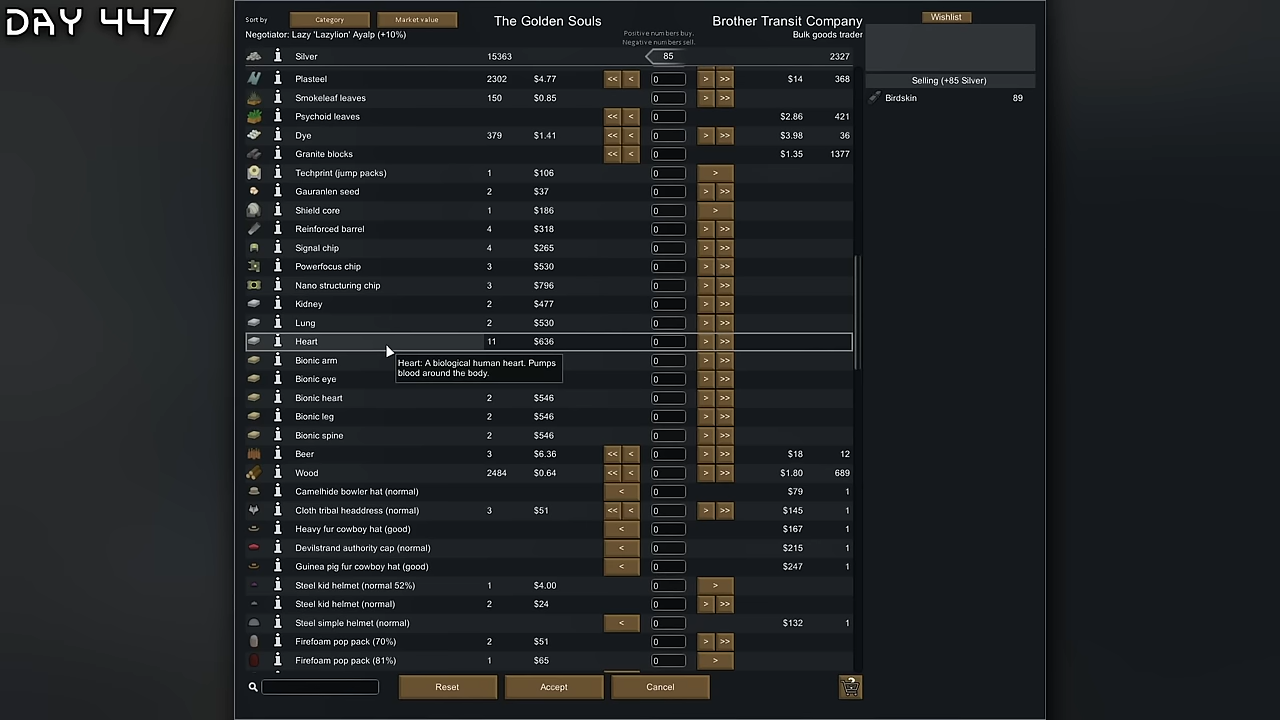 DAY 447
Sort by Category Market value The Golden Souls Brother Transit Company Wishlist
Negotiator: Lazy 'Lazylion' Ayalp (+10%) Positive numbers buy. Bulk goods trader
Negative numbers sell.
Silver 15363 85 2327
Selling (+85 Silver)
Birdskin 89
Plasteel 2302 $4.77 << < 0 > >> $14 368
Smokeleaf leaves 150 $0.85 0 > >>
Psychoid leaves << < 0 $2.86 421
Dye 379 $1.41 << < 0 > >> $3.98 36
Granite blocks << < 0 $1.35 1377
Techprint (jump packs) 1 $106 0 >
Gauranlen seed 2 $37 0 > >>
Shield core 1 $186 0 >
Reinforced barrel 4 $318 0 > >>
Signal chip 4 $265 0 > >>
Powerfocus chip 3 $530 0 > >>
Nano structuring chip 3 $796 0 > >>
Kidney 2 $477 0 > >>
Lung 2 $530 0 > >>
Heart 11 $636 0 > >>
Bionic arm 0 > >>
Heart: A biological human heart. Pumps
blood around the body.
Bionic eye 0 > >>
Bionic heart 2 $546 0 > >>
Bionic leg 2 $546 0 > >>
Bionic spine 2 $546 0 > >>
Beer 3 $6.36 << < 0 > >> $18 12
Wood 2484 $0.64 << < 0 > >> $1.80 689
Camelhide bowler hat (normal) < 0 $79 1
Cloth tribal headdress (normal) 3 $51 << < 0 > >> $145 1
Heavy fur cowboy hat (good) < 0 $167 1
Devilstrand authority cap (normal) < 0 $215 1
Guinea pig fur cowboy hat (good) < 0 $247 1
Steel kid helmet (normal 52%) 1 $4.00 0 >
Steel kid helmet (normal) 2 $24 0 > >>
Steel simple helmet (normal) < 0 $132 1
Firefoam pop pack (70%) 2 $51 0 > >>
Firefoam pop pack (81%) 1 $65 0 >
Reset Accept Cancel